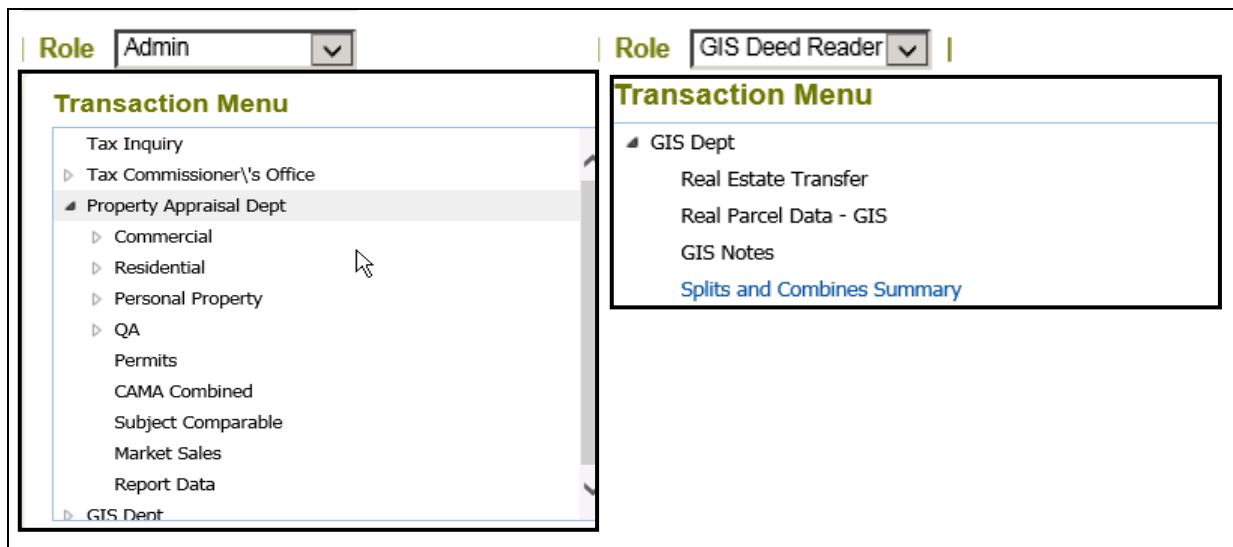 Role Admin
Transaction Menu
Tax Inquiry
Tax Commissioner\'s Office
Property Appraisal Dept
Commercial
Residential
Personal Property
QA
Permits
CAMA Combined
Subject Comparable
Market Sales
Report Data
GIS Dept
| Role GIS Deed Reader |
Transaction Menu
GIS Dept
Real Estate Transfer
Real Parcel Data - GIS
GIS Notes
Splits and Combines Summary